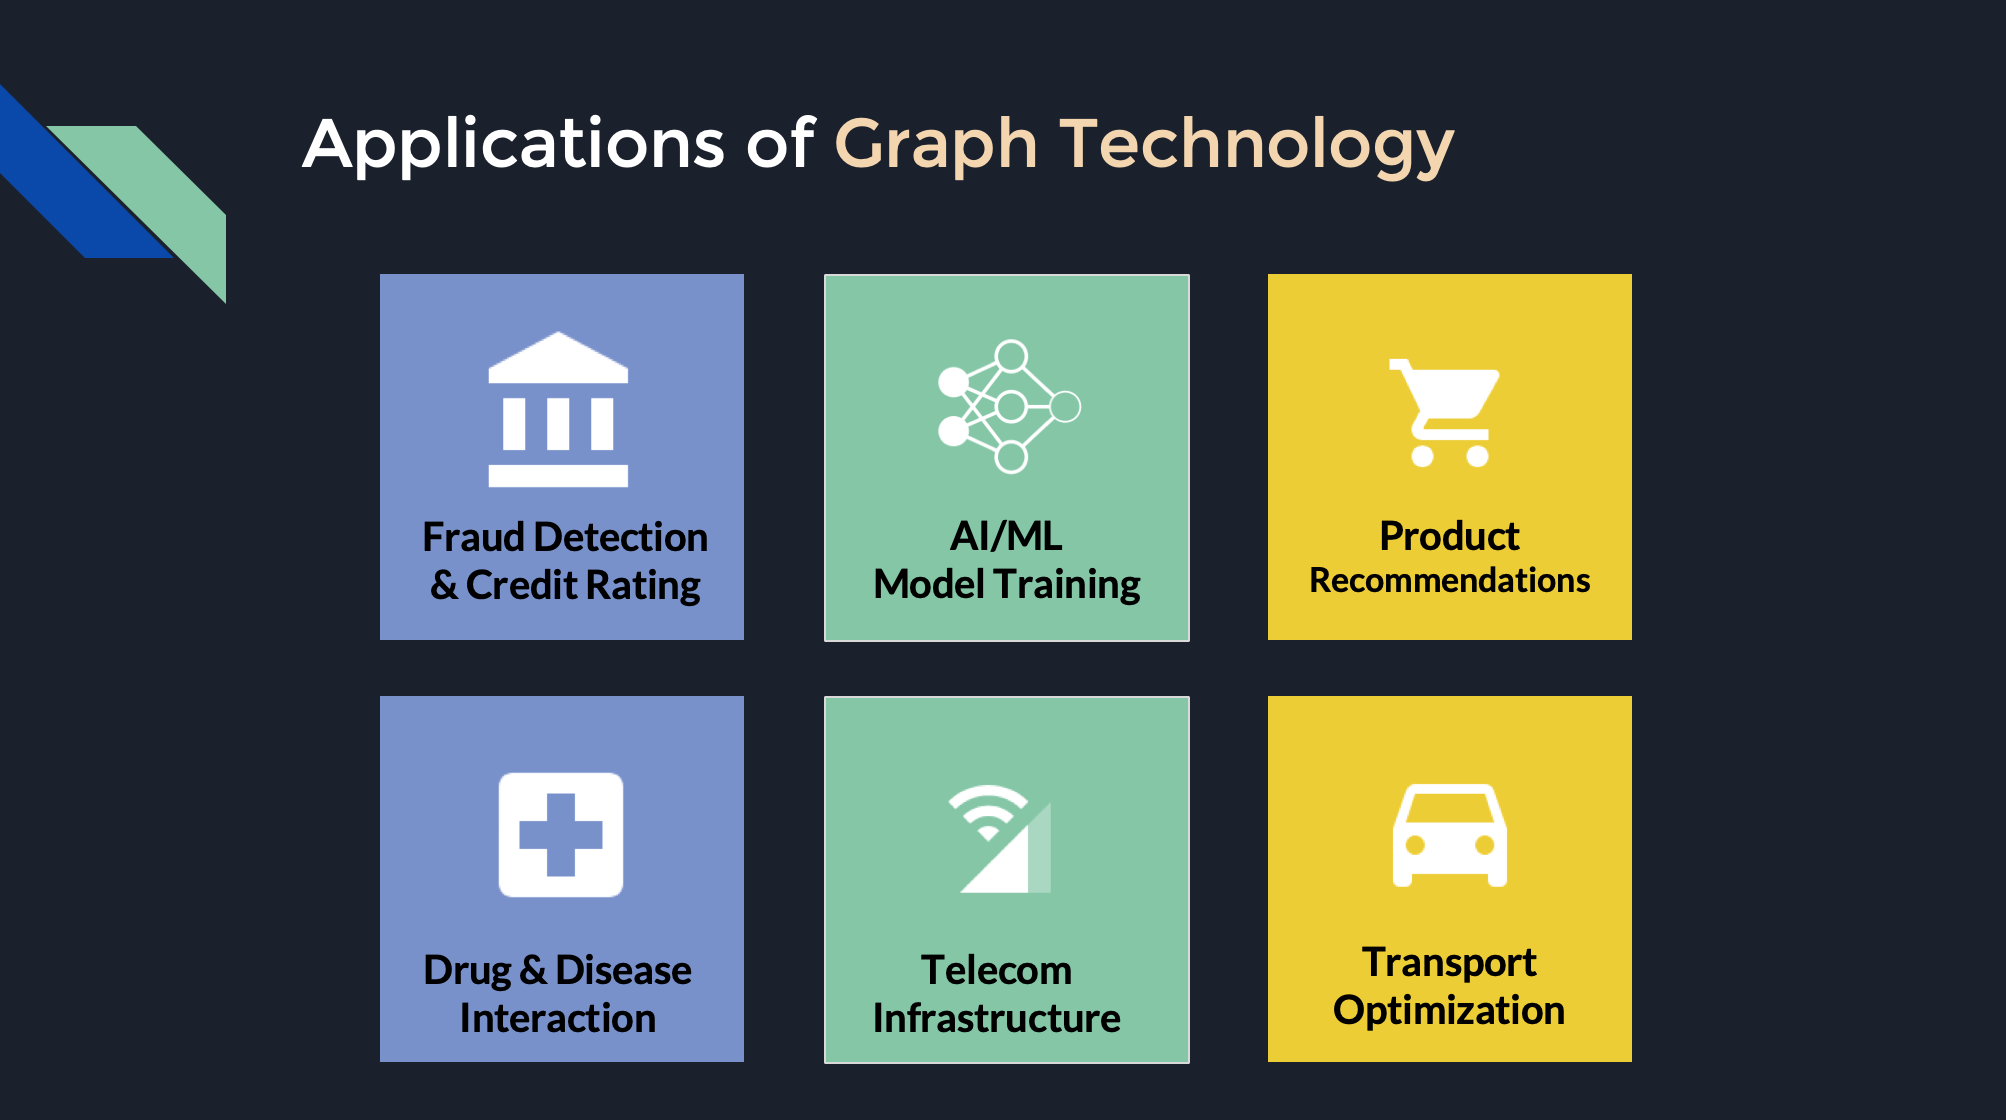 Applications of Graph Technology
Fraud Detection
& Credit Rating
AI/ML
Model Training
Product
Recommendations
Drug & Disease
Interaction
Telecom
Infrastructure
Transport
Optimization